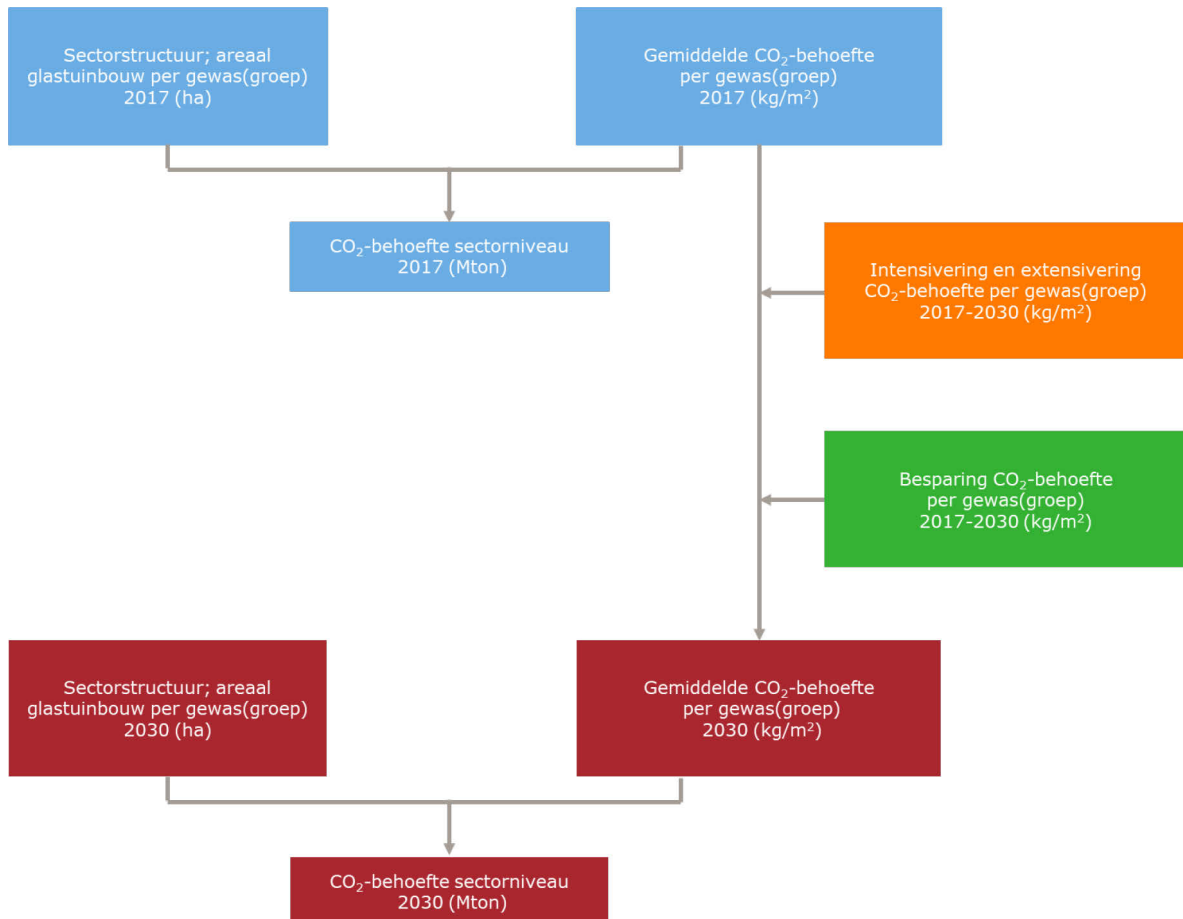 Sectorstructuur; areaal
glastuinbouw per gewas(groep)
2017 (ha)
Gemiddelde CO₂-behoefte
per gewas(groep)
2017 (kg/m²)
CO₂-behoefte sectorniveau
2017 (Mton)
Intensivering en extensivering
CO₂-behoefte per gewas(groep)
2017-2030 (kg/m²)
Besparing CO₂-behoefte
per gewas(groep)
2017-2030 (kg/m²)
Sectorstructuur; areaal
glastuinbouw per gewas(groep)
2030 (ha)
Gemiddelde CO₂-behoefte
per gewas(groep)
2030 (kg/m²)
CO₂-behoefte sectorniveau
2030 (Mton)